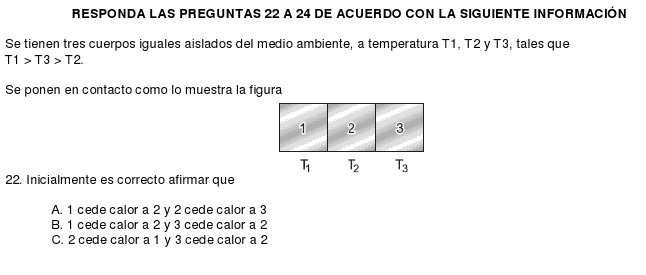 RESPONDA LAS PREGUNTAS 22 A 24 DE ACUERDO CON LA SIGUIENTE INFORMACIÓN
Se tienen tres cuerpos iguales aislados del medio ambiente, a temperatura T1, T2 y T3, tales que
T1 > T3 > T2.
Se ponen en contacto como lo muestra la figura
1 2 3
T1 T2 T3
22. Inicialmente es correcto afirmar que
A. 1 cede calor a 2 y 2 cede calor a 3
B. 1 cede calor a 2 y 3 cede calor a 2
C. 2 cede calor a 1 y 3 cede calor a 2